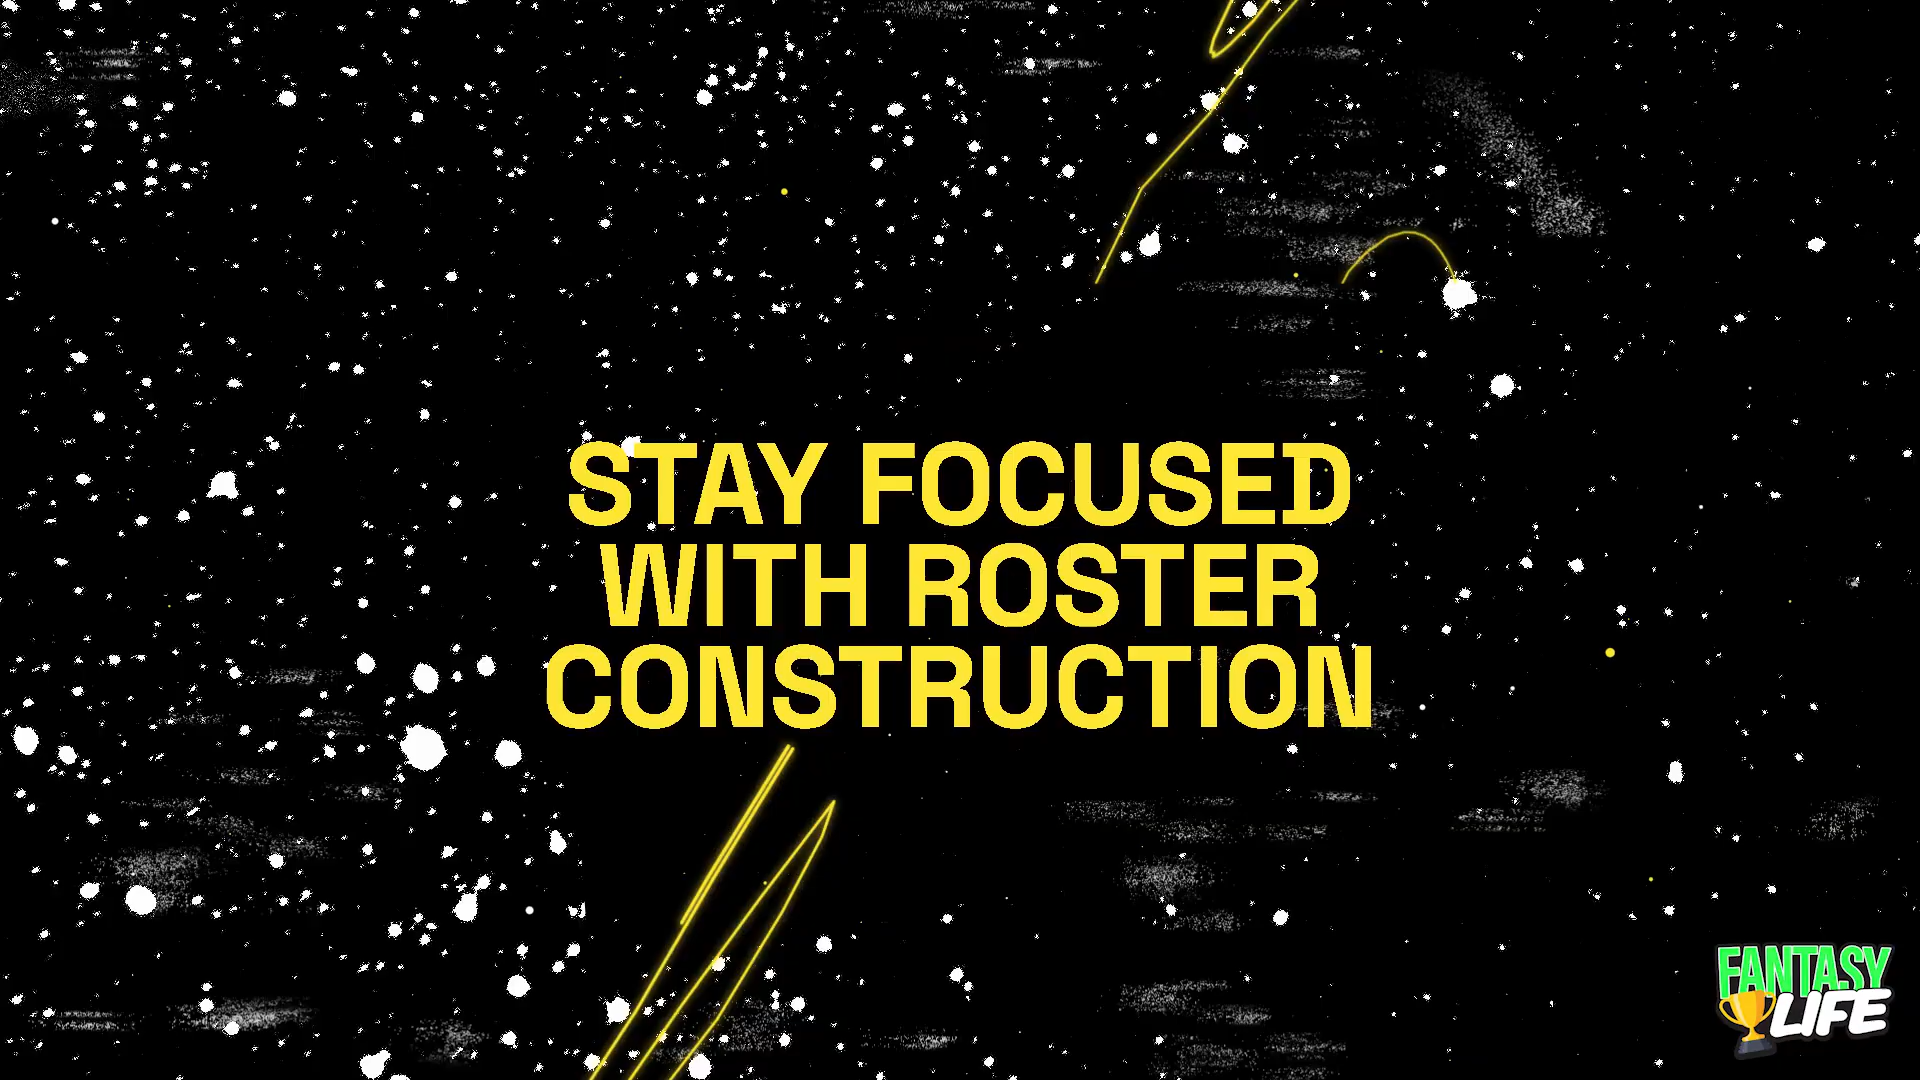 STAY FOCUSED
WITH ROSTER
CONSTRUCTION
FANTASY
LIFE